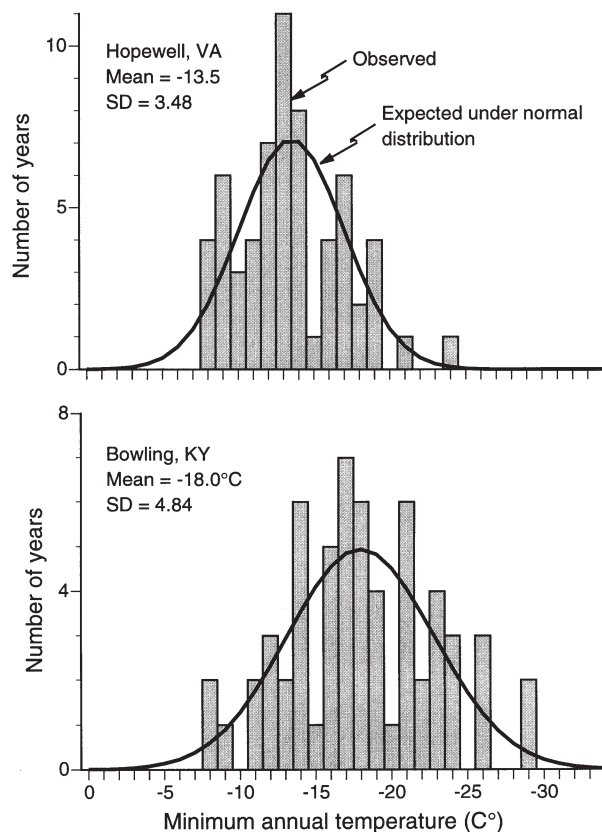 10
5
0
Number of years
Hopewell, VA
Mean = -13.5
SD = 3.48
Observed
Expected under normal
distribution
8
4
0
Number of years
Bowling, KY
Mean = -18.0°C
SD = 4.84
0 -5 -10 -15 -20 -25 -30
Minimum annual temperature (C°)